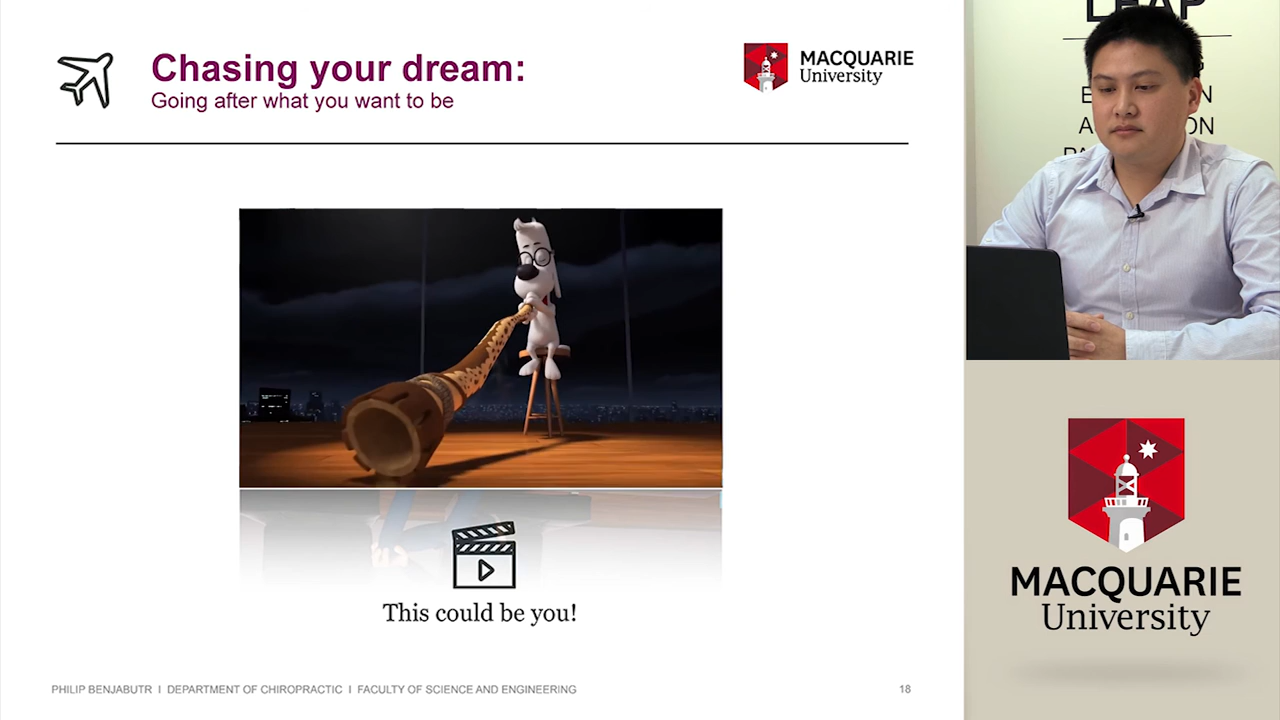 Chasing your dream:
Going after what you want to be
MACQUARIE
University
This could be you!
PHILIP BENJABUTR I DEPARTMENT OF CHIROPRACTIC I FACULTY OF SCIENCE AND ENGINEERING
18
LEAP
MACQUARIE
University